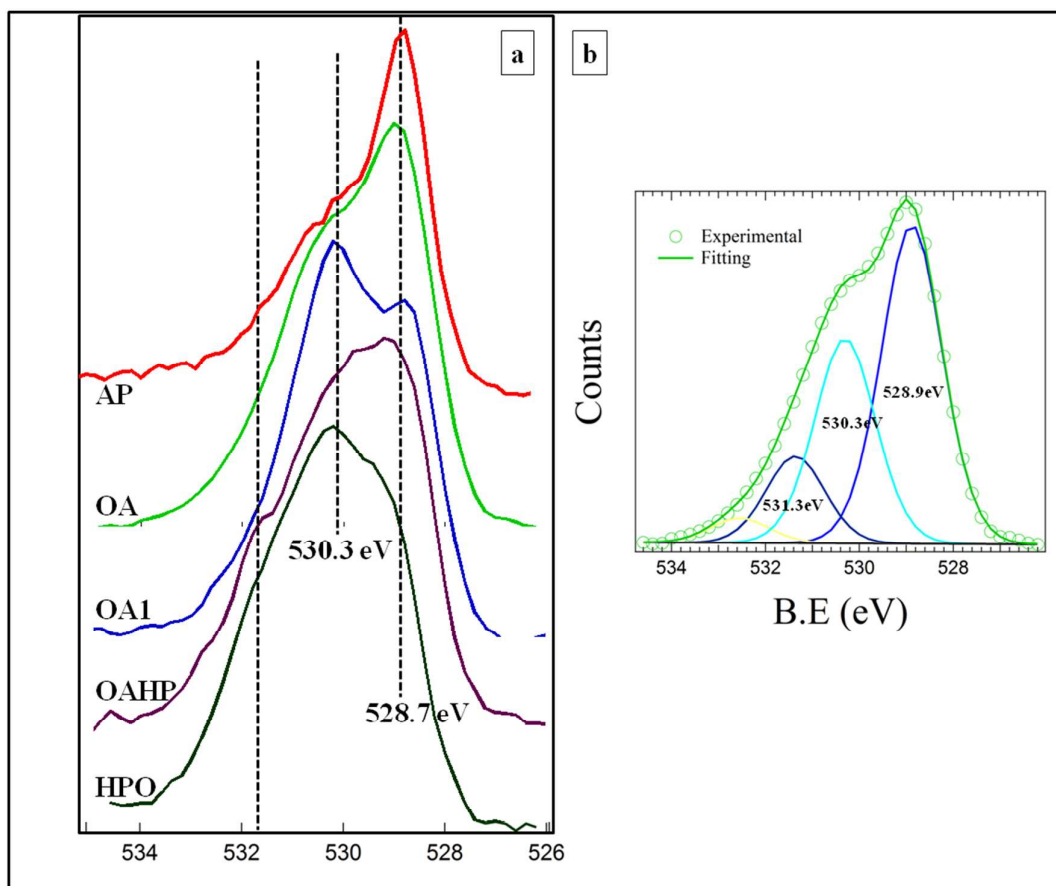 a
AP
OA
530.3 eV
OA1
OAHP
528.7 eV
HPO
534 532 530 528 526
b
Experimental
Fitting
Counts
528.9eV
530.3eV
531.3eV
534 532 530 528
B.E (eV)